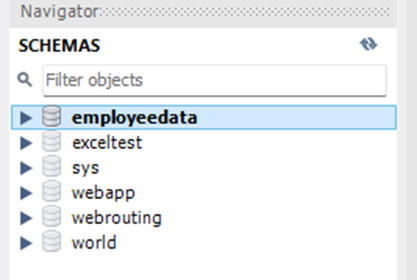 Navigator
SCHEMAS
Filter objects
employeedata
exceltest
sys
webapp
webrouting
world